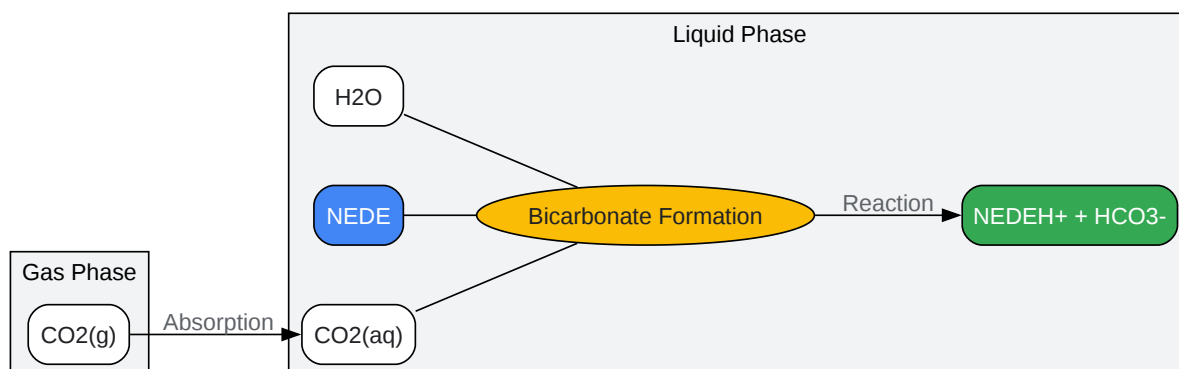 Liquid Phase
H2O
NEDE
Bicarbonate Formation
Reaction
NEDEH+ + HCO3-
Gas Phase
CO2(g)
Absorption
CO2(aq)